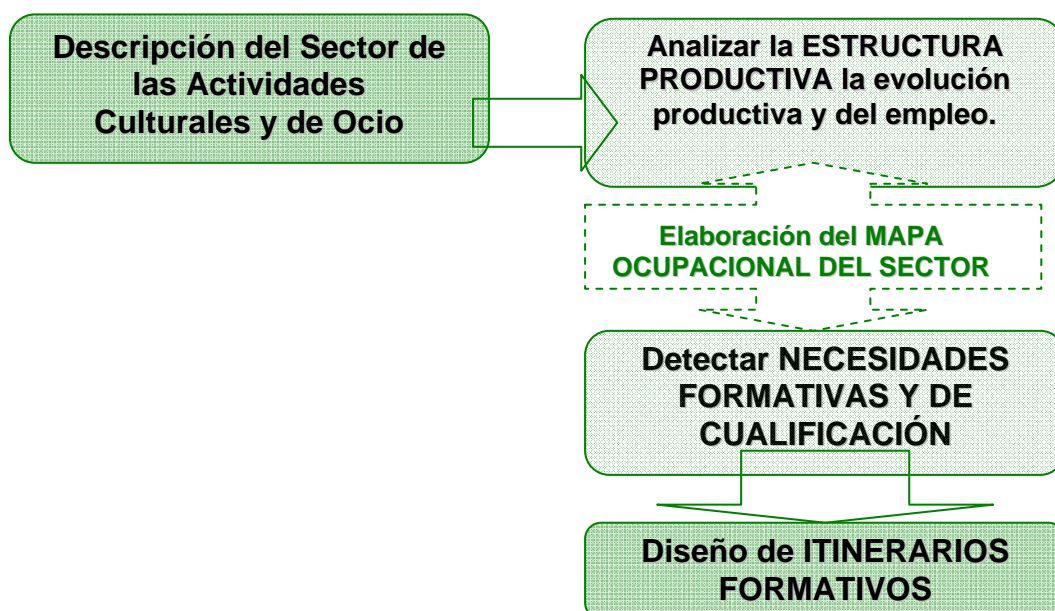 Descripción del Sector de
las Actividades
Culturales y de Ocio
Analizar la ESTRUCTURA
PRODUCTIVA la evolución
productiva y del empleo.
Elaboración del MAPA
OCUPACIONAL DEL SECTOR
Detectar NECESIDADES
FORMATIVAS Y DE
CUALIFICACIÓN
Diseño de ITINERARIOS
FORMATIVOS